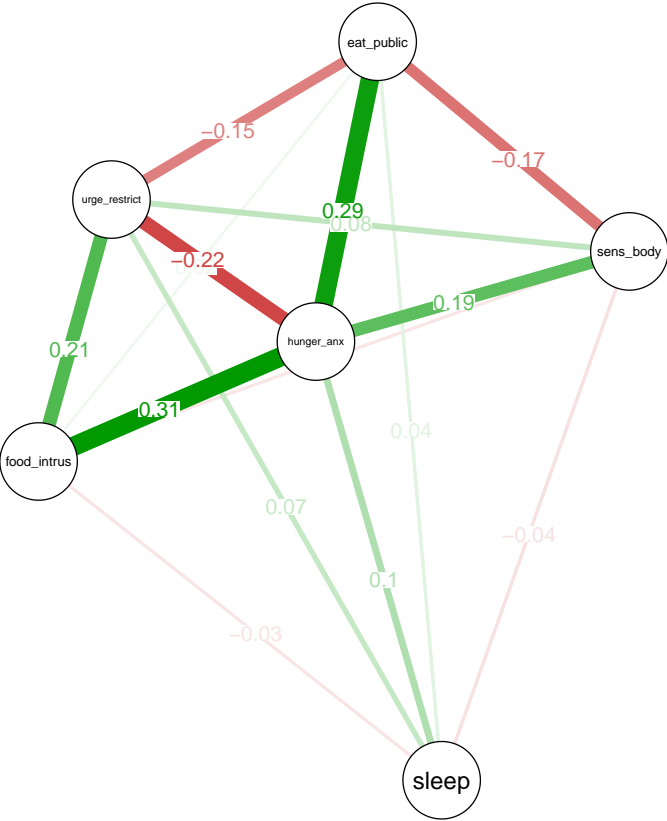 eat_public
−0.15
−0.17
urge_restrict
0.29
0.08
sens_body
−0.22
0.19
hunger_anx
0.21
0.31
food_intrus
0.04
0.07
−0.04
0.1
−0.03
sleep